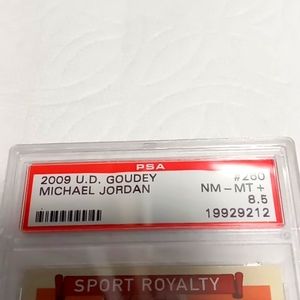 PSA
2009 U.D. GOUDEY #260
MICHAEL JORDAN NM-MT+
8.5
19929212
SPORT ROYALTY